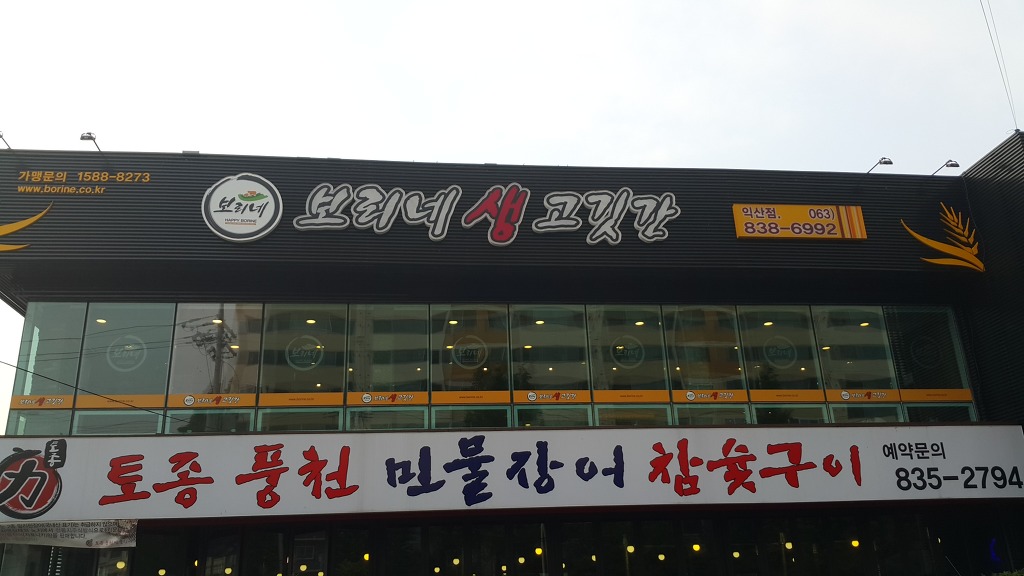 가맹문의 1588-8273
www.borine.co.kr
보리네
HAPPY BORINE
보리네 생 고깃간
익산점. 063)
838-6992
토종 풍천 민물장어 참숯구이
예약문의
835-2794
力